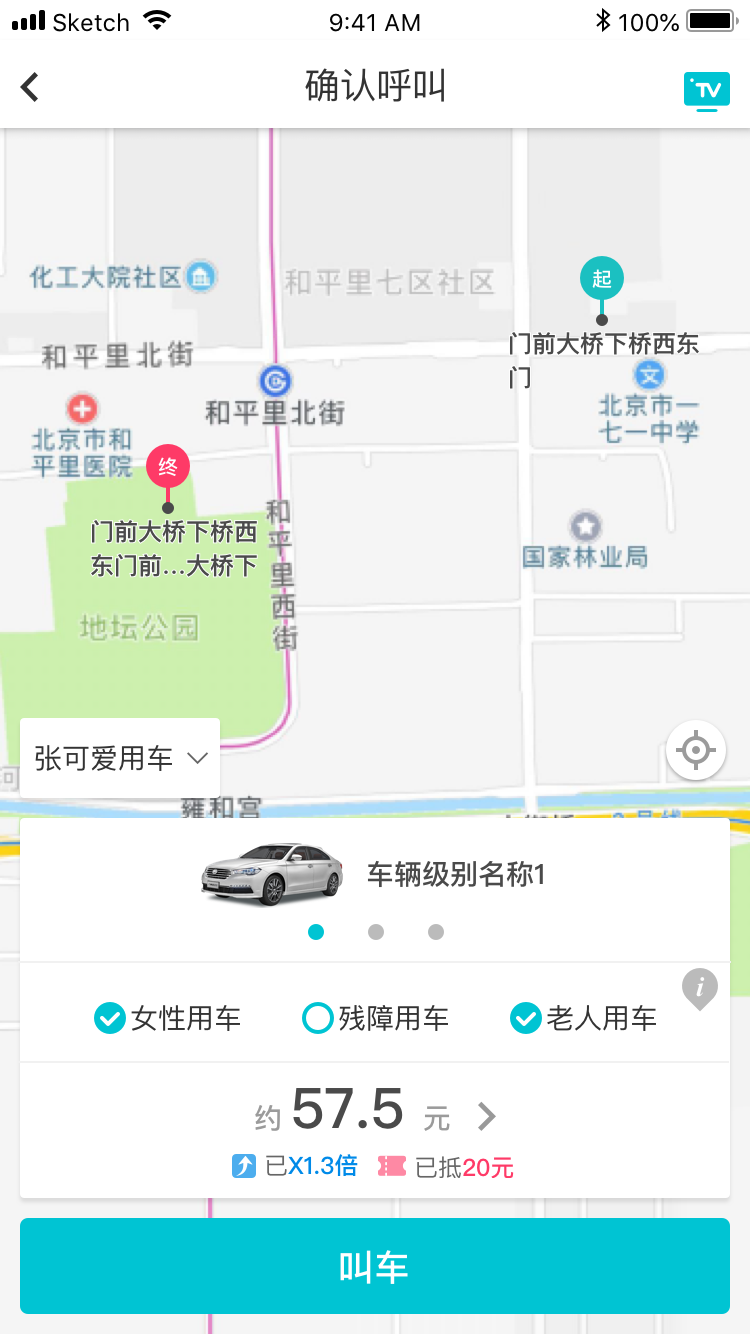 Sketch
9:41 AM
100%
确认呼叫
TV
化工大院社区
和平里七区社区
起
门前大桥下桥西东
门
和平里北街
和平里北街
文
北京市一
七一中学
北京市和
平里医院
终
门前大桥下桥西
东门前...大桥下
和平里西街
国家林业局
地坛公园
张可爱用车
河
雍和宫
车辆级别名称1
i
女性用车
残障用车
老人用车
约 57.5 元
已X1.3倍
已抵20元
叫车